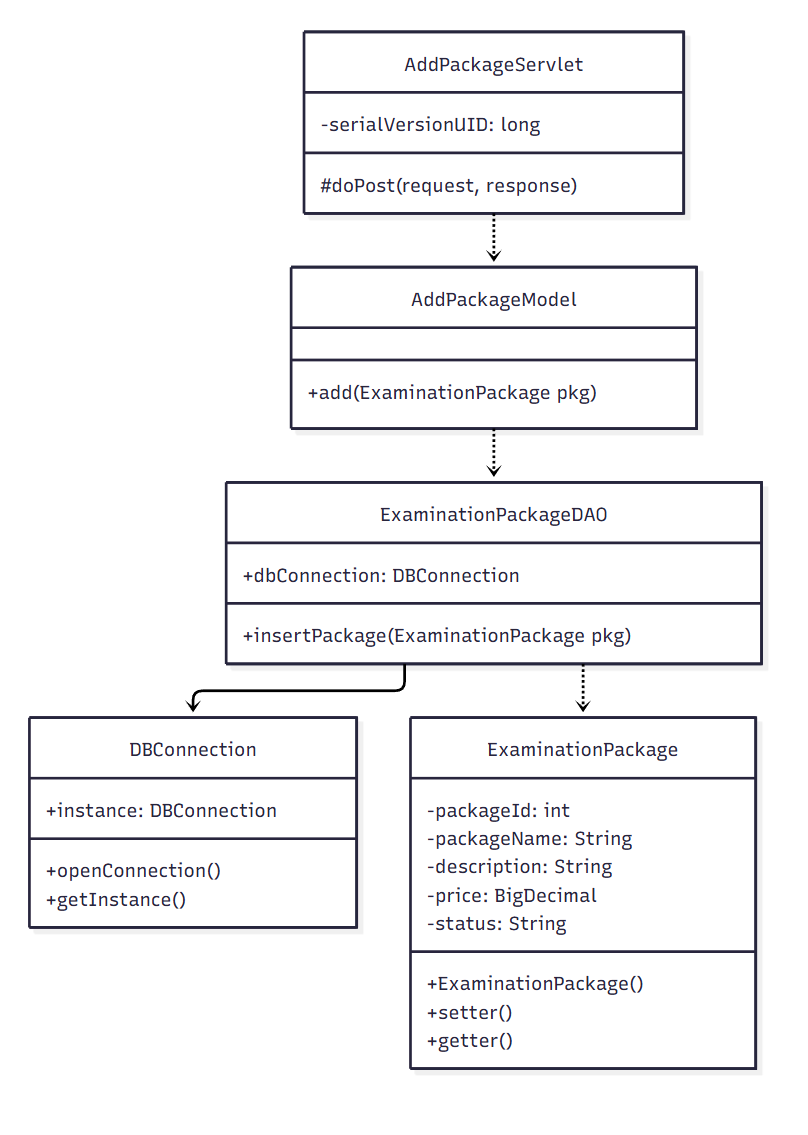 AddPackageServlet
-serialVersionUID: long
#doPost(request, response)
AddPackageModel
+add(ExaminationPackage pkg)
ExaminationPackageDAO
+dbConnection: DBConnection
+insertPackage(ExaminationPackage pkg)
DBConnection
+instance: DBConnection
+openConnection()
+getInstance()
ExaminationPackage
-packageId: int
-packageName: String
-description: String
-price: BigDecimal
-status: String
+ExaminationPackage()
+setter()
+getter()